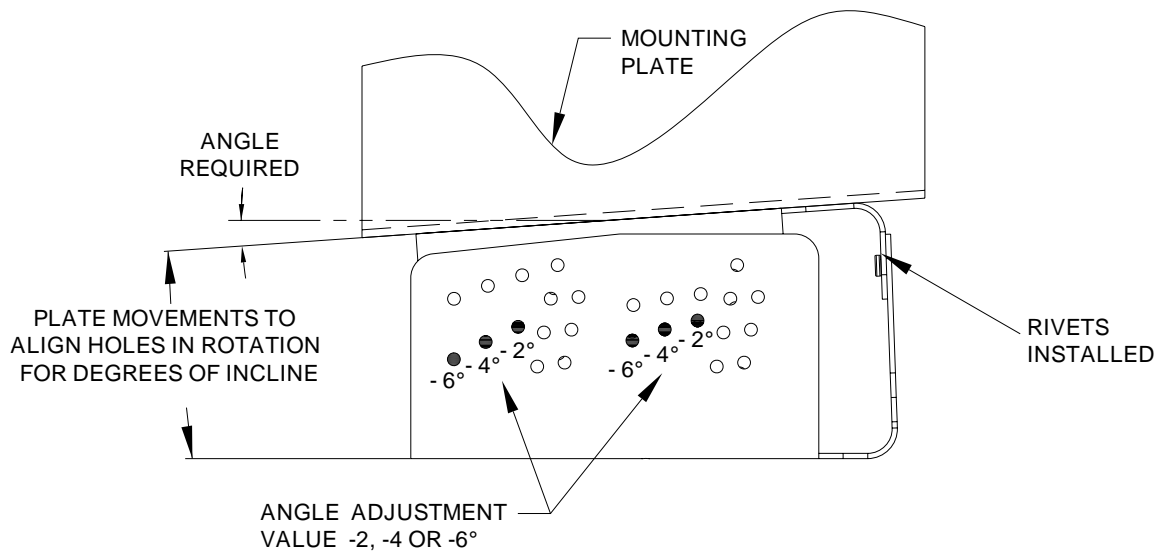 MOUNTING
PLATE
ANGLE
REQUIRED
PLATE MOVEMENTS TO
ALIGN HOLES IN ROTATION
FOR DEGREES OF INCLINE
- 6° - 4° - 2°
- 6° - 4° - 2°
RIVETS
INSTALLED
ANGLE ADJUSTMENT
VALUE -2, -4 OR -6°